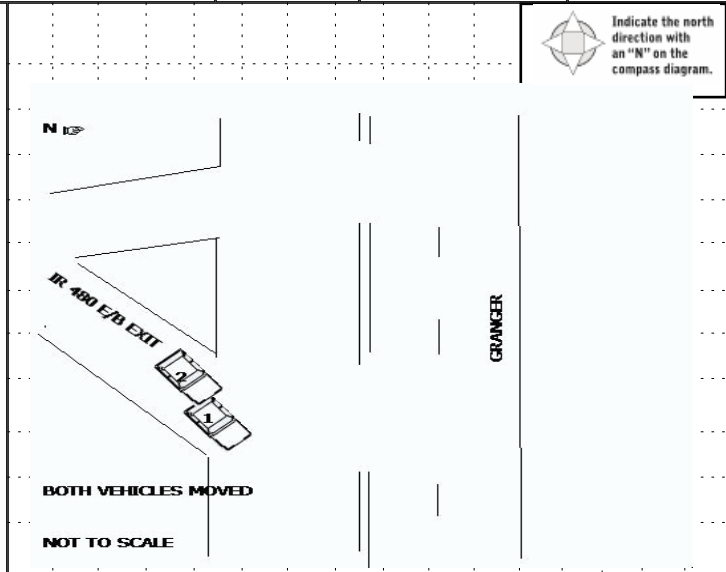 Indicate the north
direction with
an “N” on the
compass diagram.
N
IR 480 E/B EXIT
GRANGER
2
1
BOTH VEHICLES MOVED
NOT TO SCALE